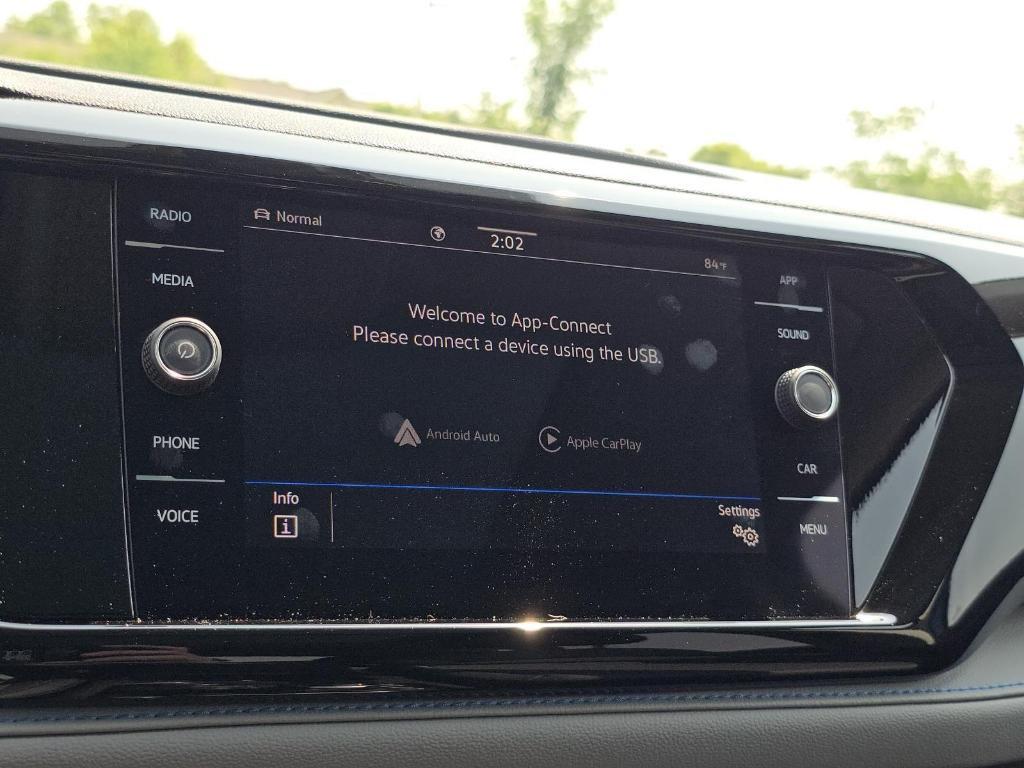 RADIO
MEDIA
PHONE
VOICE
Normal
2:02
84°F
Welcome to App-Connect
Please connect a device using the USB.
Android Auto
Apple CarPlay
Info
i
Settings
APP
SOUND
CAR
MENU